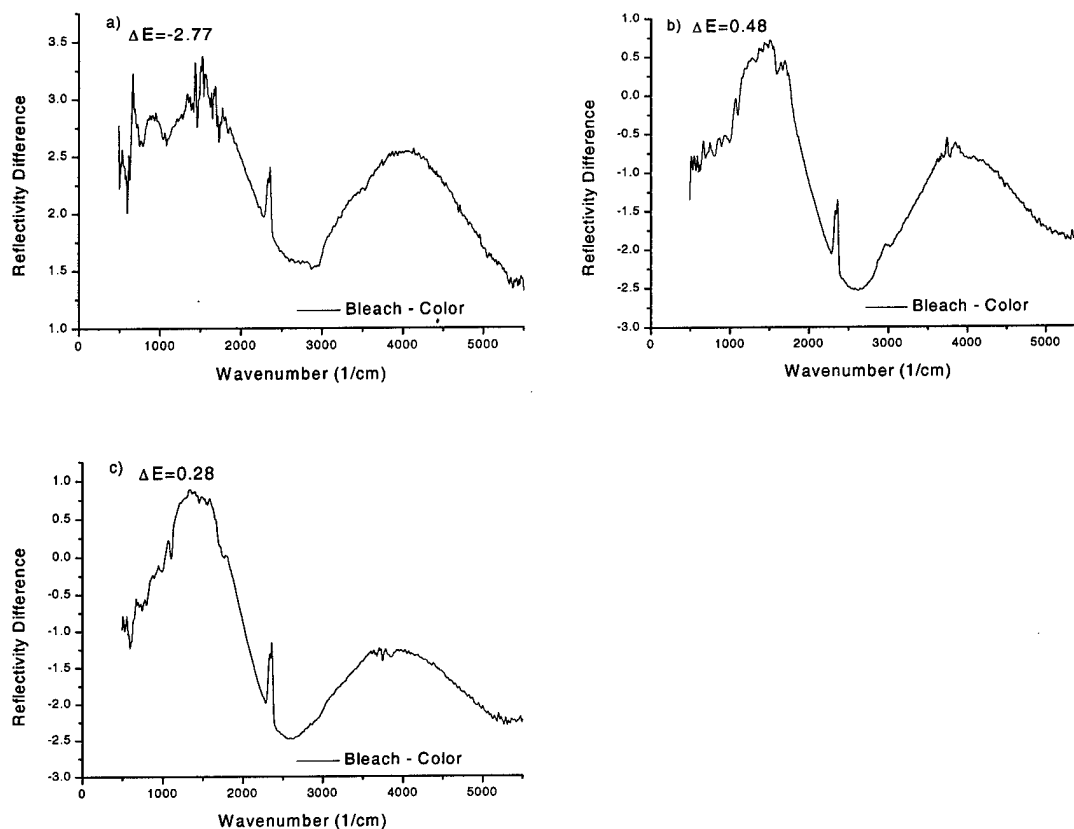 a)
ΔE=-2.77
3.5
3.0
2.5
2.0
1.5
1.0
Reflectivity Difference
Bleach - Color
0 1000 2000 3000 4000 5000
Wavenumber (1/cm)
b) ΔE=0.48
1.0
0.5
0.0
-0.5
-1.0
-1.5
-2.0
-2.5
-3.0
Reflectivity Difference
Bleach - Color
0 1000 2000 3000 4000 5000
Wavenumber (1/cm)
c) ΔE=0.28
1.0
0.5
0.0
-0.5
-1.0
-1.5
-2.0
-2.5
-3.0
Reflectivity Difference
Bleach - Color
0 1000 2000 3000 4000 5000
Wavenumber (1/cm)